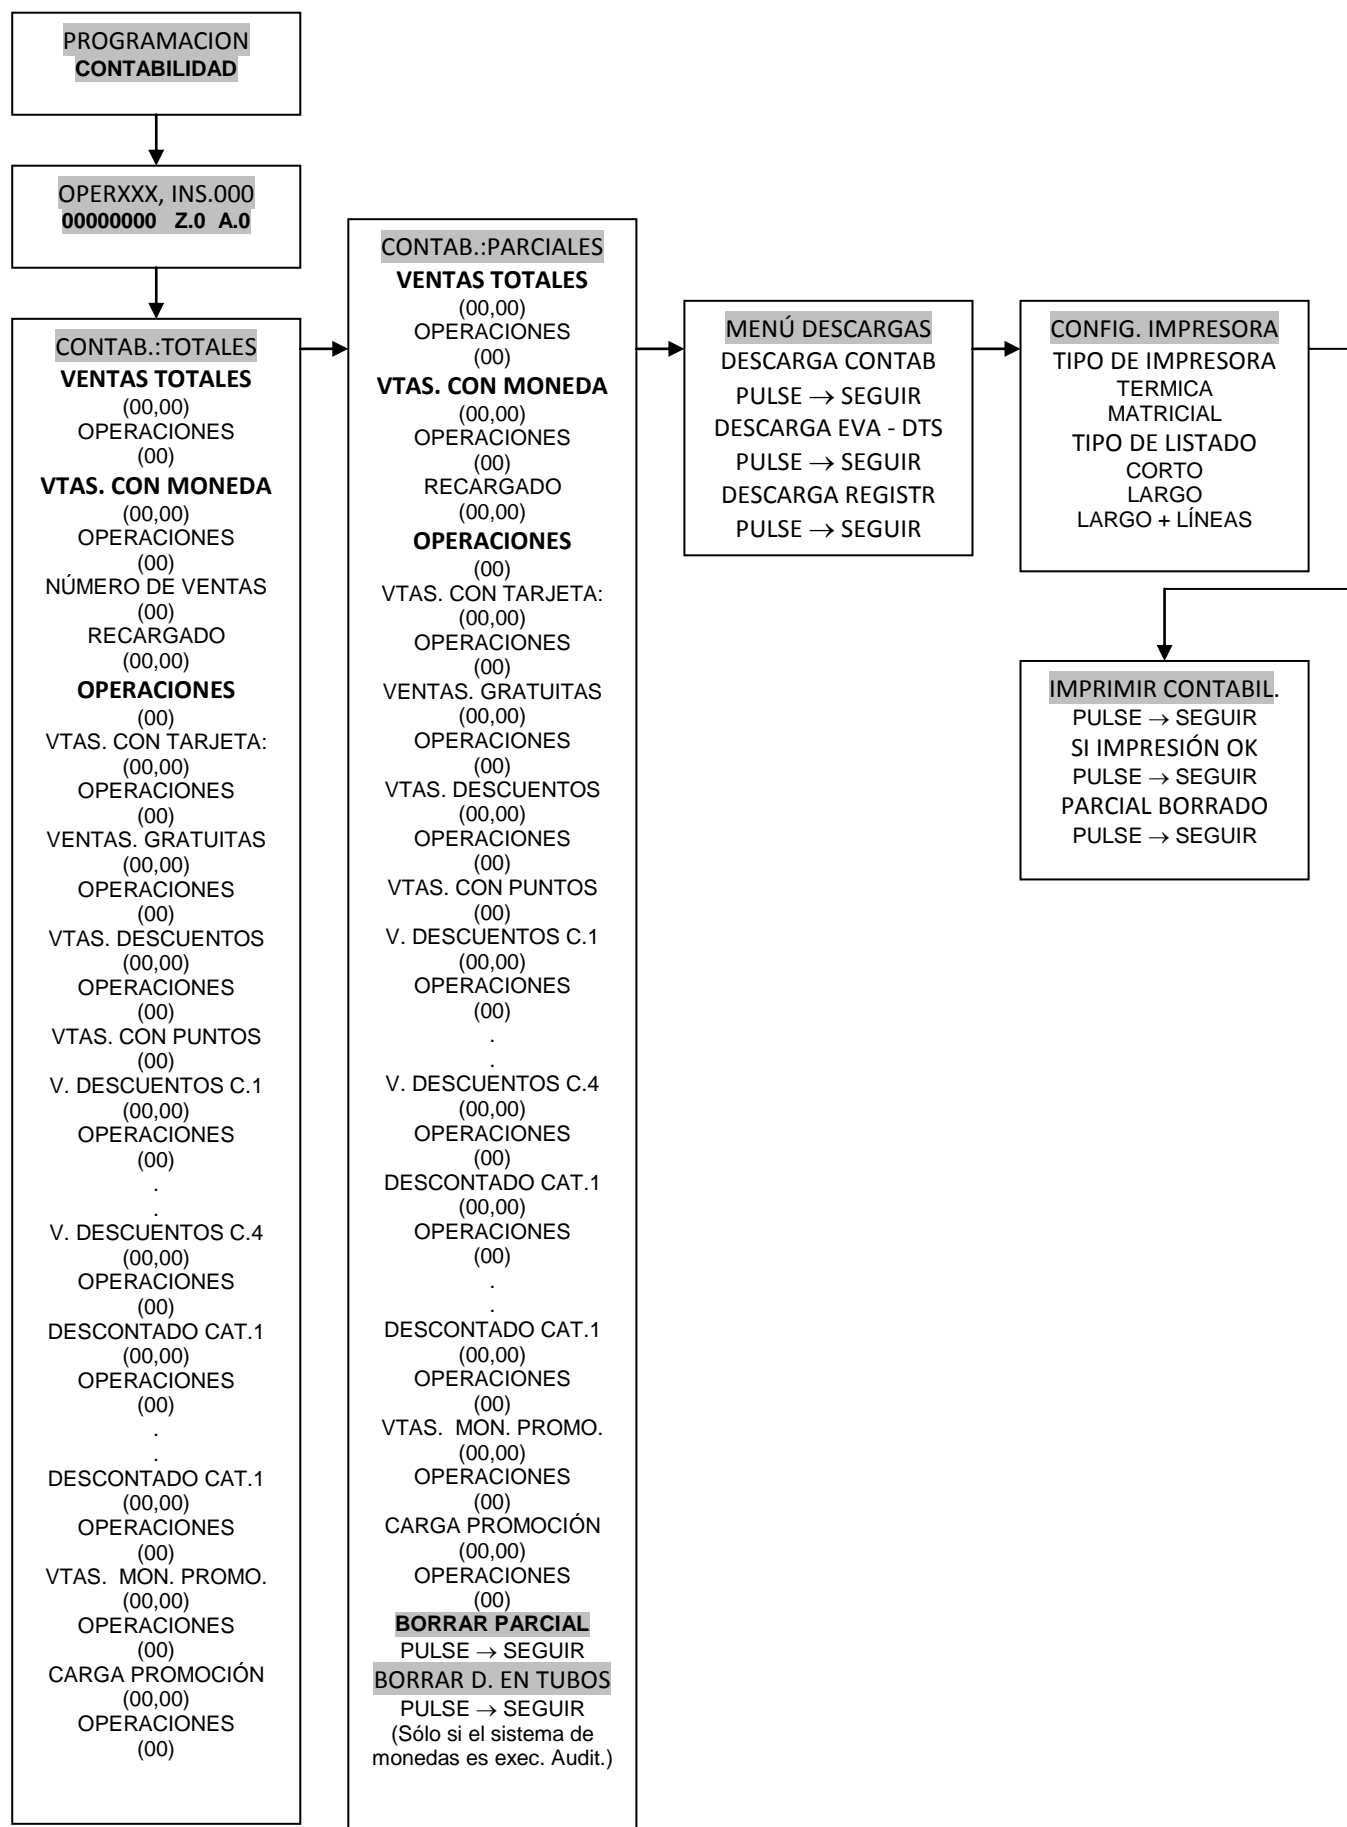 PROGRAMACION
CONTABILIDAD
OPERXXX, INS.000
00000000 Z.0 A.0
CONTAB.:TOTALES
VENTAS TOTALES
(00,00)
OPERACIONES
(00)
VTAS. CON MONEDA
(00,00)
OPERACIONES
(00)
NÚMERO DE VENTAS
(00)
RECARGADO
(00,00)
OPERACIONES
(00)
VTAS. CON TARJETA:
(00,00)
OPERACIONES
(00)
VENTAS. GRATUITAS
(00,00)
OPERACIONES
(00)
VTAS. DESCUENTOS
(00,00)
OPERACIONES
(00)
VTAS. CON PUNTOS
(00)
V. DESCUENTOS C.1
(00,00)
OPERACIONES
(00)
.
.
V. DESCUENTOS C.4
(00,00)
OPERACIONES
(00)
DESCONTADO CAT.1
(00,00)
OPERACIONES
(00)
.
.
DESCONTADO CAT.1
(00,00)
OPERACIONES
(00)
VTAS. MON. PROMO.
(00,00)
OPERACIONES
(00)
CARGA PROMOCIÓN
(00,00)
OPERACIONES
(00)
CONTAB.:PARCIALES
VENTAS TOTALES
(00,00)
OPERACIONES
(00)
VTAS. CON MONEDA
(00,00)
OPERACIONES
(00)
RECARGADO
(00,00)
OPERACIONES
(00)
VTAS. CON TARJETA:
(00,00)
OPERACIONES
(00)
VENTAS. GRATUITAS
(00,00)
OPERACIONES
(00)
VTAS. DESCUENTOS
(00,00)
OPERACIONES
(00)
VTAS. CON PUNTOS
(00)
V. DESCUENTOS C.1
(00,00)
OPERACIONES
(00)
.
.
V. DESCUENTOS C.4
(00,00)
OPERACIONES
(00)
DESCONTADO CAT.1
(00,00)
OPERACIONES
(00)
.
.
DESCONTADO CAT.1
(00,00)
OPERACIONES
(00)
VTAS. MON. PROMO.
(00,00)
OPERACIONES
(00)
CARGA PROMOCIÓN
(00,00)
OPERACIONES
(00)
BORRAR PARCIAL
PULSE → SEGUIR
BORRAR D. EN TUBOS
PULSE → SEGUIR
(Sólo si el sistema de
monedas es exec. Audit.)
MENÚ DESCARGAS
DESCARGA CONTAB
PULSE → SEGUIR
DESCARGA EVA - DTS
PULSE → SEGUIR
DESCARGA REGISTR
PULSE → SEGUIR
CONFIG. IMPRESORA
TIPO DE IMPRESORA
TERMICA
MATRICIAL
TIPO DE LISTADO
CORTO
LARGO
LARGO + LÍNEAS
IMPRIMIR CONTABIL.
PULSE → SEGUIR
SI IMPRESIÓN OK
PULSE → SEGUIR
PARCIAL BORRADO
PULSE → SEGUIR